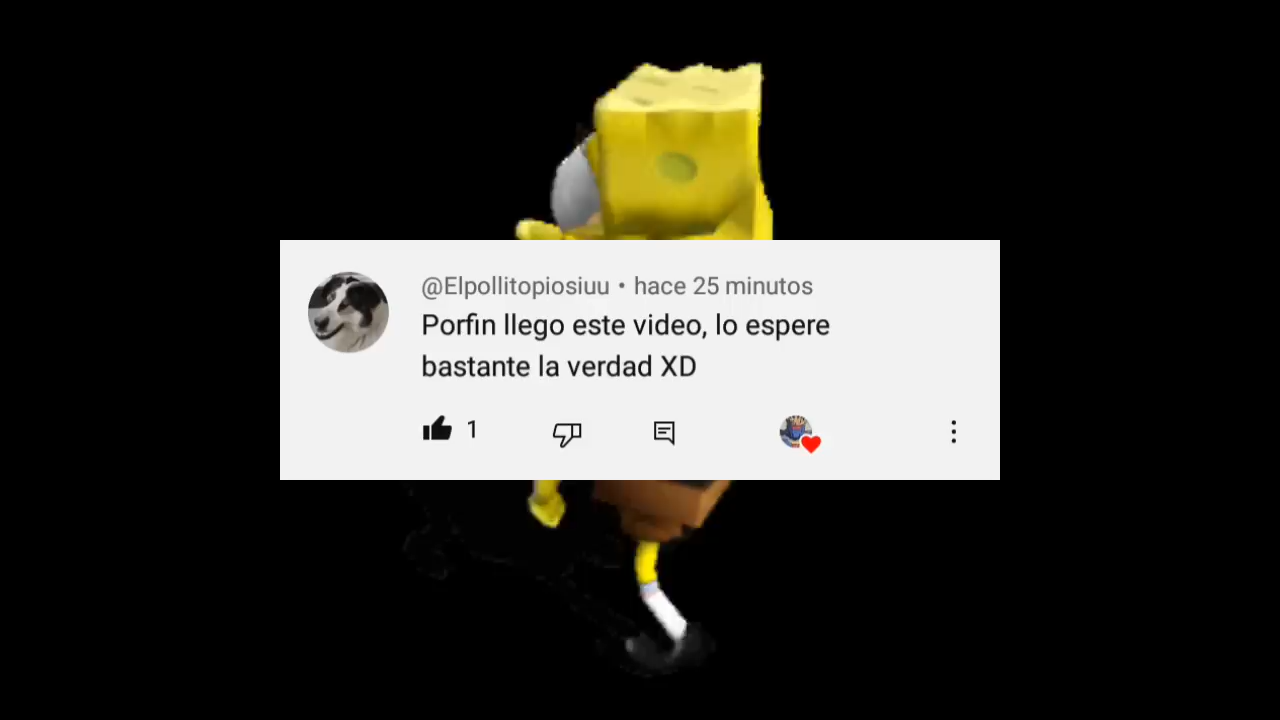 @Elpollitopiosiuu • hace 25 minutos
Porfin llego este video, lo espere
bastante la verdad XD
1